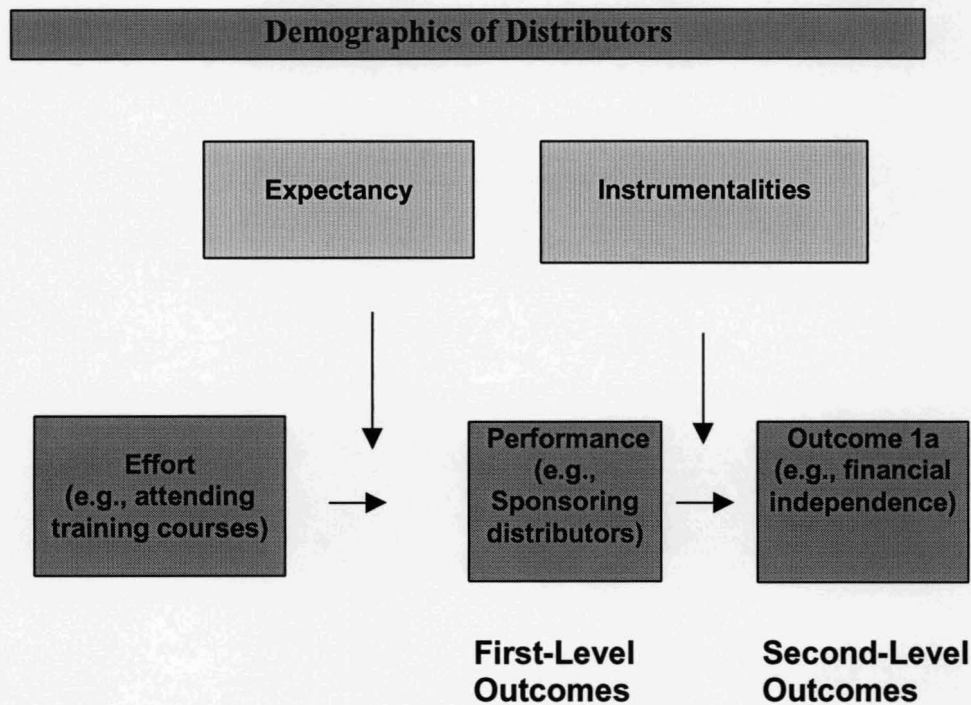 Demographics of Distributors
Expectancy
Instrumentalities
Effort
(e.g., attending
training courses)
Performance
(e.g.,
Sponsoring
distributors)
Outcome 1a
(e.g., financial
independence)
First-Level
Outcomes
Second-Level
Outcomes